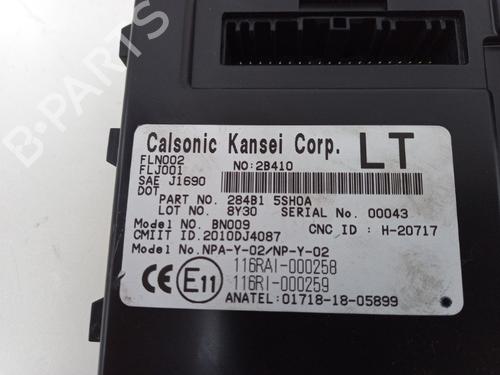 Calsonic Kansei Corp. LT
FLN002 NO:2B410
FLJ001
SAE J1690
DOT
PART NO. 284B1 5SH0A
LOT NO. 8Y30 SERIAL No. 00043
Model No. BN009 CNC ID : H-20717
CMIIT ID.2010DJ4087
Model No.NPA-Y-02/NP-Y-02
CE E11 116RAI-000258
116RI-000259
ANATEL:01718-18-05899
B-PARTS